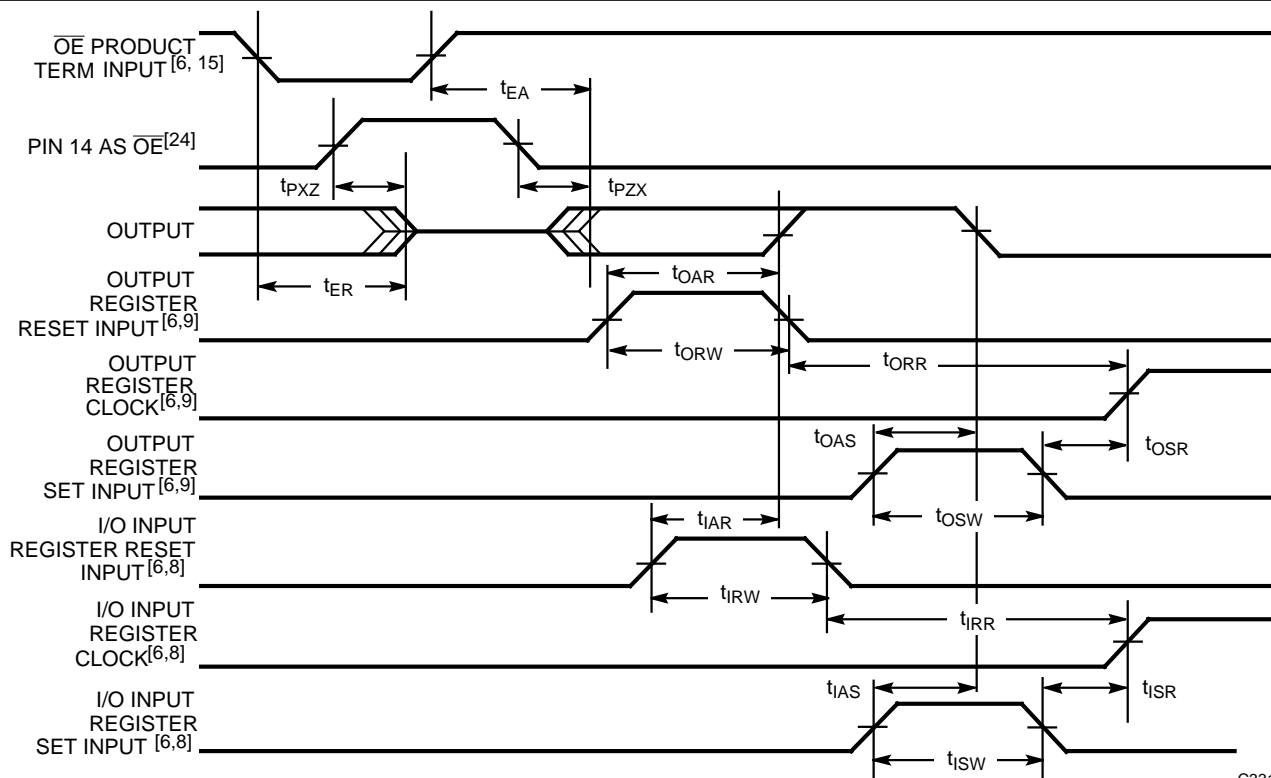 OE PRODUCT
TERM INPUT[6, 15]
tEA
PIN 14 AS OE[24]
tPXZ
tPZX
OUTPUT
tER
tOAR
OUTPUT
REGISTER
RESET INPUT[6,9]
tORW
tORR
OUTPUT
REGISTER
CLOCK[6,9]
tOAS
tOSR
OUTPUT
REGISTER
SET INPUT[6,9]
tOSW
tIAR
I/O INPUT
REGISTER RESET
INPUT[6,8]
tIRW
tIRR
I/O INPUT
REGISTER
CLOCK[6,8]
tIAS
tISR
I/O INPUT
REGISTER
SET INPUT [6,8]
tISW